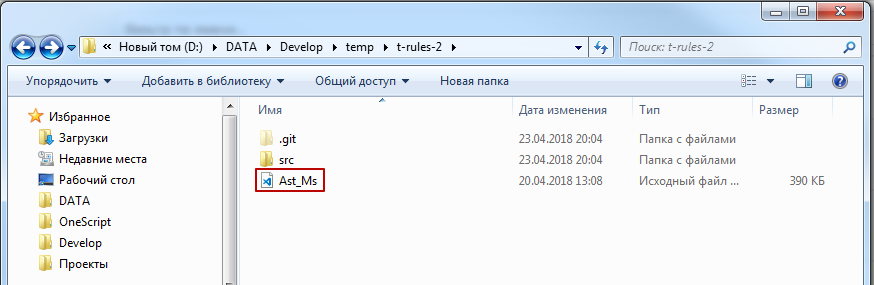 « Новый том (D:) ▸ DATA ▸ Develop ▸ temp ▸ t-rules-2 ▸
Поиск: t-rules-2
Упорядочить ▾ Добавить в библиотеку ▾ Общий доступ ▾ Новая папка
Избранное
Загрузки
Недавние места
Рабочий стол
DATA
OneScript
Develop
Проекты
Имя Дата изменения Тип Размер
.git 23.04.2018 20:04 Папка с файлами
src 23.04.2018 20:04 Папка с файлами
Ast_Ms 20.04.2018 13:08 Исходный файл ... 390 КБ